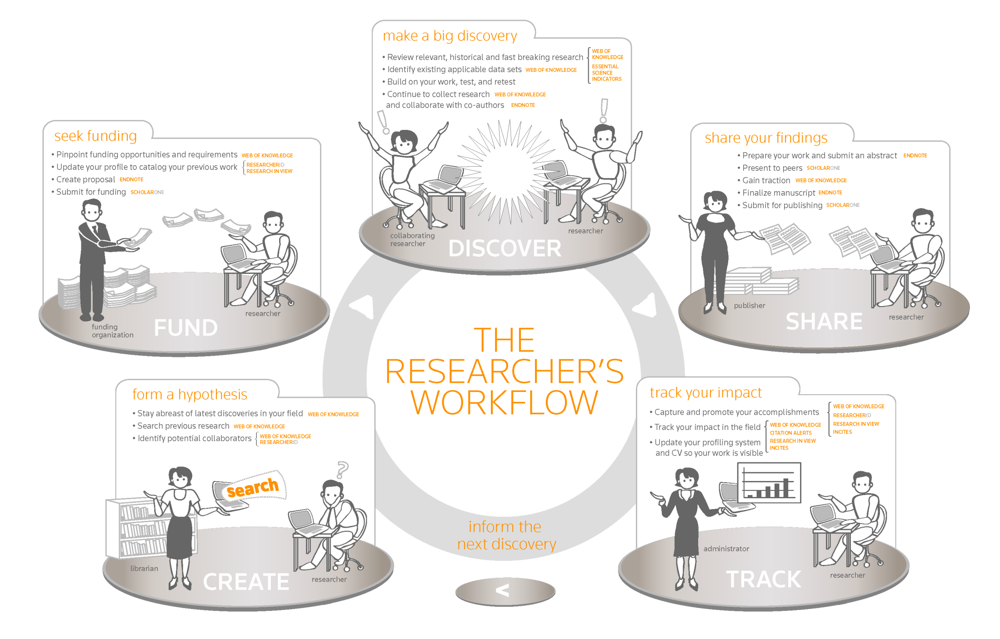 make a big discovery
• Review relevant, historical and fast breaking research WEB OF KNOWLEDGE
ESSENTIAL SCIENCE INDICATORS
• Identify existing applicable data sets WEB OF KNOWLEDGE
• Build on your work, test, and retest
• Continue to collect research WEB OF KNOWLEDGE
and collaborate with co-authors ENDNOTE
collaborating
researcher
researcher
DISCOVER
seek funding
• Pinpoint funding opportunities and requirements WEB OF KNOWLEDGE
• Update your profile to catalog your previous work RESEARCHERID
RESEARCH IN VIEW
• Create proposal ENDNOTE
• Submit for funding SCHOLARONE
researcher
funding
organization
FUND
share your findings
• Prepare your work and submit an abstract ENDNOTE
• Present to peers SCHOLARONE
• Gain traction WEB OF KNOWLEDGE
• Finalize manuscript ENDNOTE
• Submit for publishing SCHOLARONE
publisher
researcher
SHARE
THE
RESEARCHER'S
WORKFLOW
form a hypothesis
• Stay abreast of latest discoveries in your field WEB OF KNOWLEDGE
• Search previous research WEB OF KNOWLEDGE
• Identify potential collaborators WEB OF KNOWLEDGE
RESEARCHERID
?
search
librarian
researcher
CREATE
track your impact
• Capture and promote your accomplishments WEB OF KNOWLEDGE
RESEARCHERID
RESEARCH IN VIEW
INCITES
• Track your impact in the field WEB OF KNOWLEDGE
CITATION ALERTS
RESEARCH IN VIEW
INCITES
• Update your profiling system
and CV so your work is visible
administrator
researcher
TRACK
inform the
next discovery
<